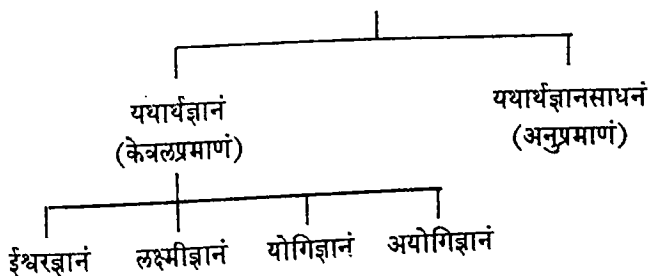 यथार्थज्ञानं यथार्थज्ञानसाधनं
(केवलप्रमाणं) (अनुप्रमाणं)
ईश्वरज्ञानं लक्ष्मीज्ञानं योगिज्ञानं अयोगिज्ञानं